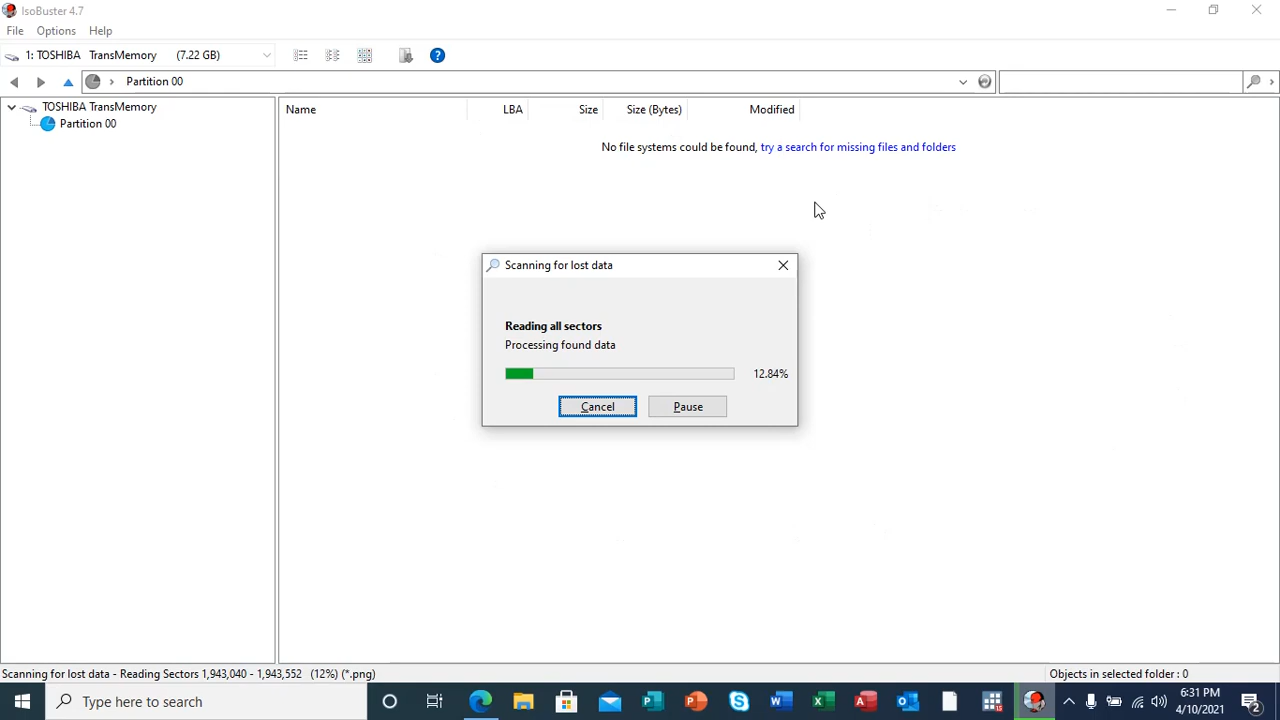 IsoBuster 4.7
File Options Help
1: TOSHIBA TransMemory (7.22 GB)
Partition 00
TOSHIBA TransMemory
Partition 00
Name LBA Size Size (Bytes) Modified
No file systems could be found, try a search for missing files and folders
Scanning for lost data
Reading all sectors
Processing found data
12.84%
Cancel Pause
Scanning for lost data - Reading Sectors 1,943,040 - 1,943,552 (12%) (*.png)
Objects in selected folder : 0
Type here to search
6:31 PM
4/10/2021
2